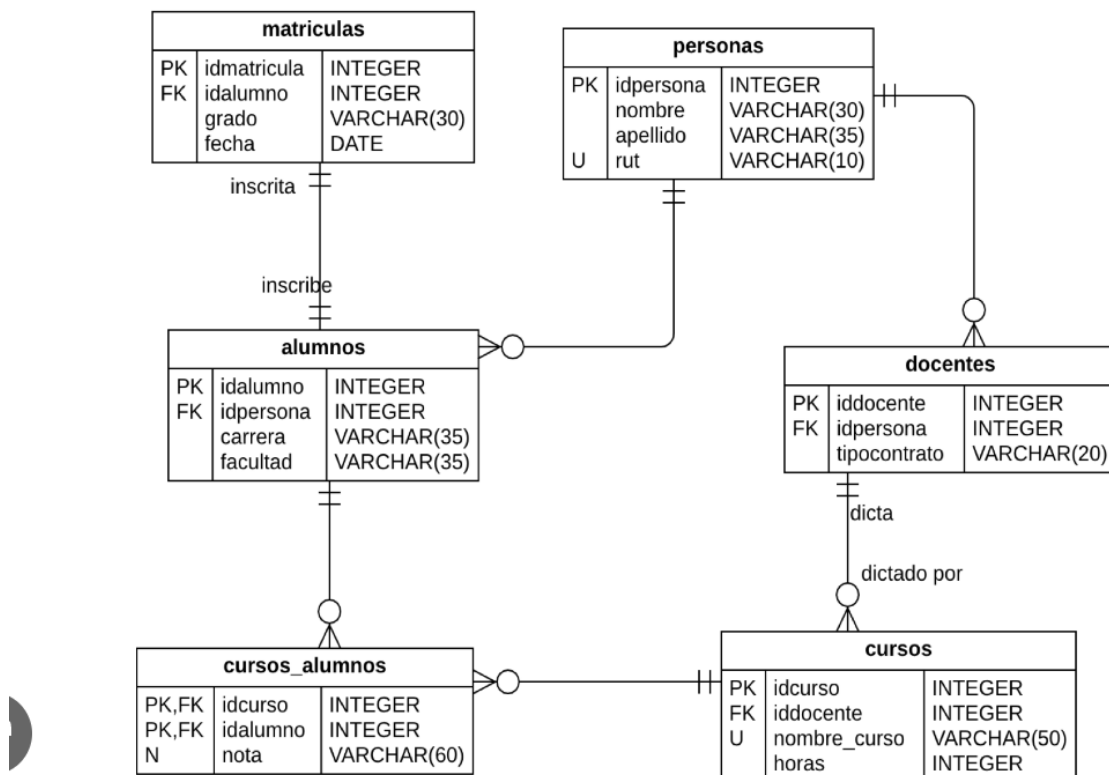 matriculas
PK idmatricula INTEGER
FK idalumno INTEGER
grado VARCHAR(30)
fecha DATE
inscrita
personas
PK idpersona INTEGER
nombre VARCHAR(30)
apellido VARCHAR(35)
U rut VARCHAR(10)
inscribe
alumnos
PK idalumno INTEGER
FK idpersona INTEGER
carrera VARCHAR(35)
facultad VARCHAR(35)
docentes
PK iddocente INTEGER
FK idpersona INTEGER
tipocontrato VARCHAR(20)
dicta
dictado por
cursos_alumnos
PK,FK idcurso INTEGER
PK,FK idalumno INTEGER
N nota VARCHAR(60)
cursos
PK idcurso INTEGER
FK iddocente INTEGER
U nombre_curso VARCHAR(50)
horas INTEGER